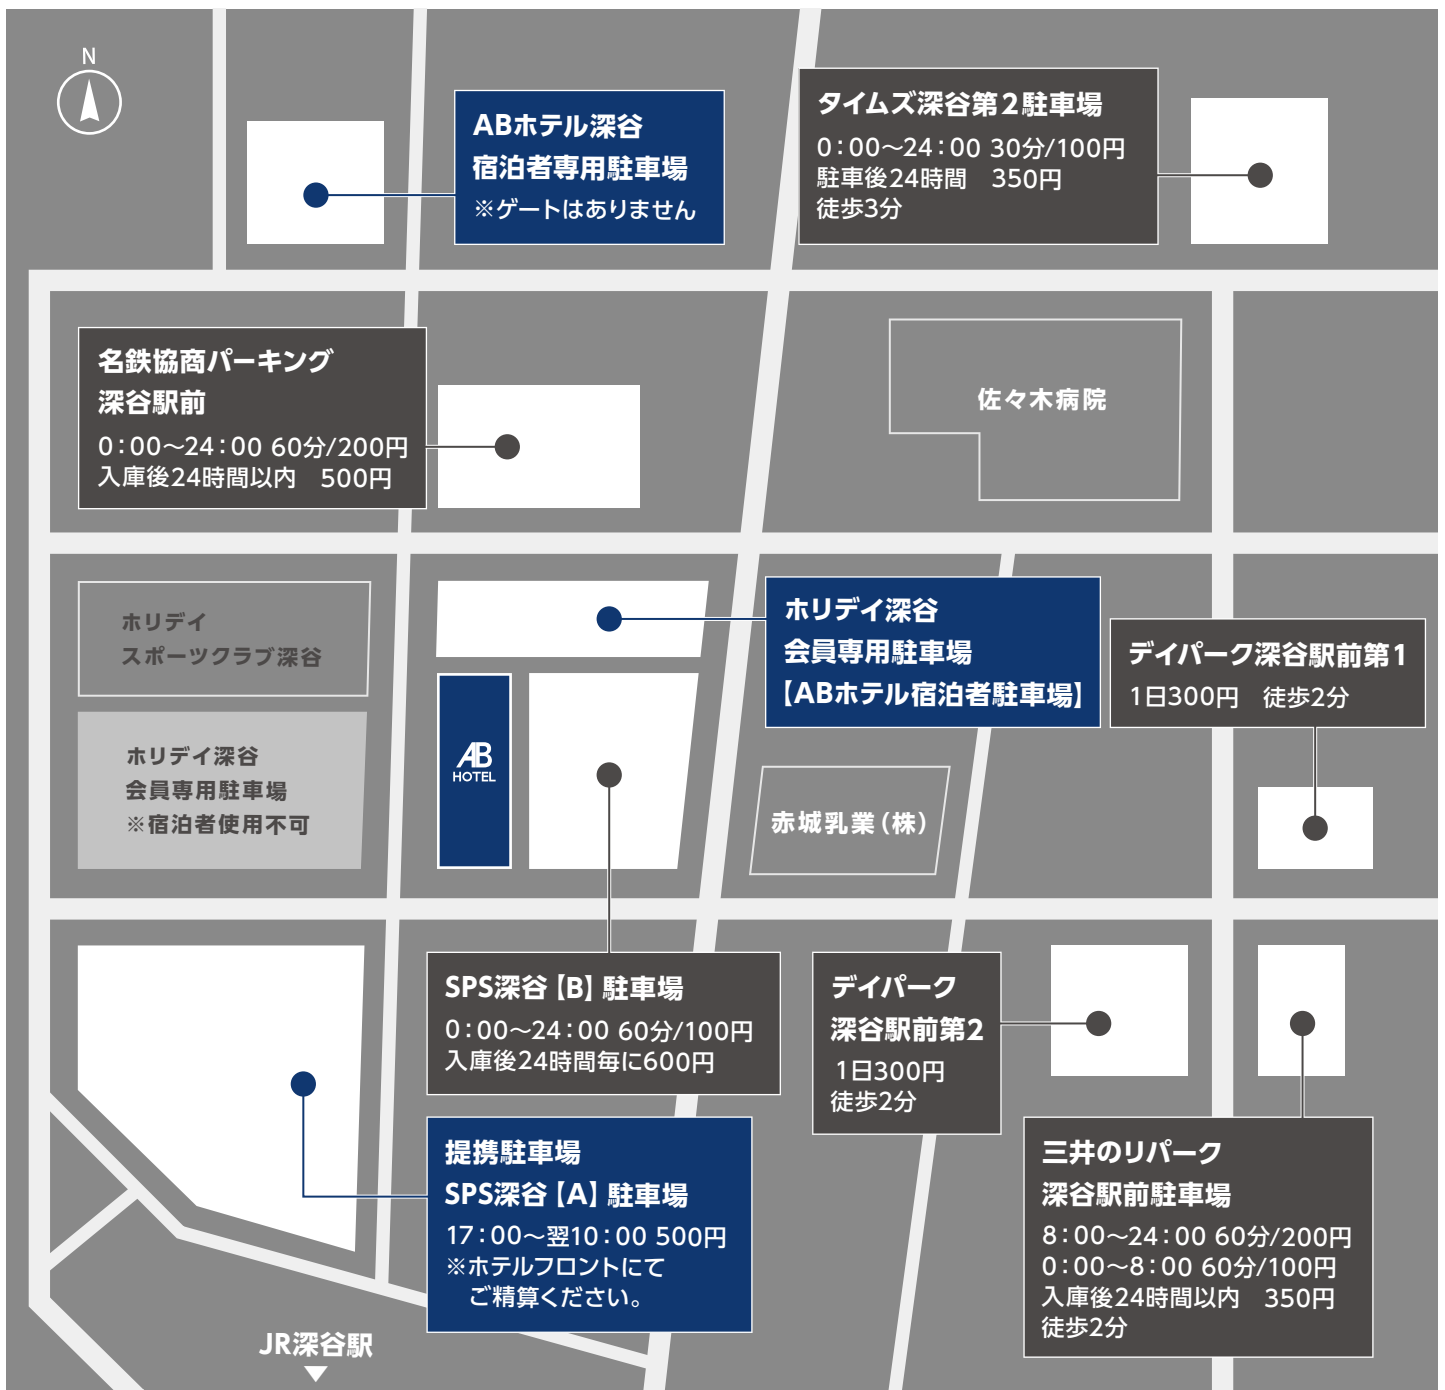 N
ABホテル深谷
宿泊者専用駐車場
※ゲートはありません
タイムズ深谷第2駐車場
0：00～24：00 30分/100円
駐車後24時間　350円
徒歩3分
名鉄協商パーキング
深谷駅前
0：00～24：00 60分/200円
入庫後24時間以内　500円
佐々木病院
ホリデイ
スポーツクラブ深谷
ホリデイ深谷
会員専用駐車場
【ABホテル宿泊者駐車場】
デイパーク深谷駅前第1
1日300円　徒歩2分
ホリデイ深谷
会員専用駐車場
※宿泊者使用不可
AB
HOTEL
赤城乳業（株）
SPS深谷【B】駐車場
0：00～24：00 60分/100円
入庫後24時間毎に600円
デイパーク
深谷駅前第2
1日300円
徒歩2分
提携駐車場
SPS深谷【A】駐車場
17：00～翌10：00 500円
※ホテルフロントにて
ご精算ください。
三井のリパーク
深谷駅前駐車場
8：00～24：00 60分/200円
0：00～8：00 60分/100円
入庫後24時間以内　350円
徒歩2分
JR深谷駅